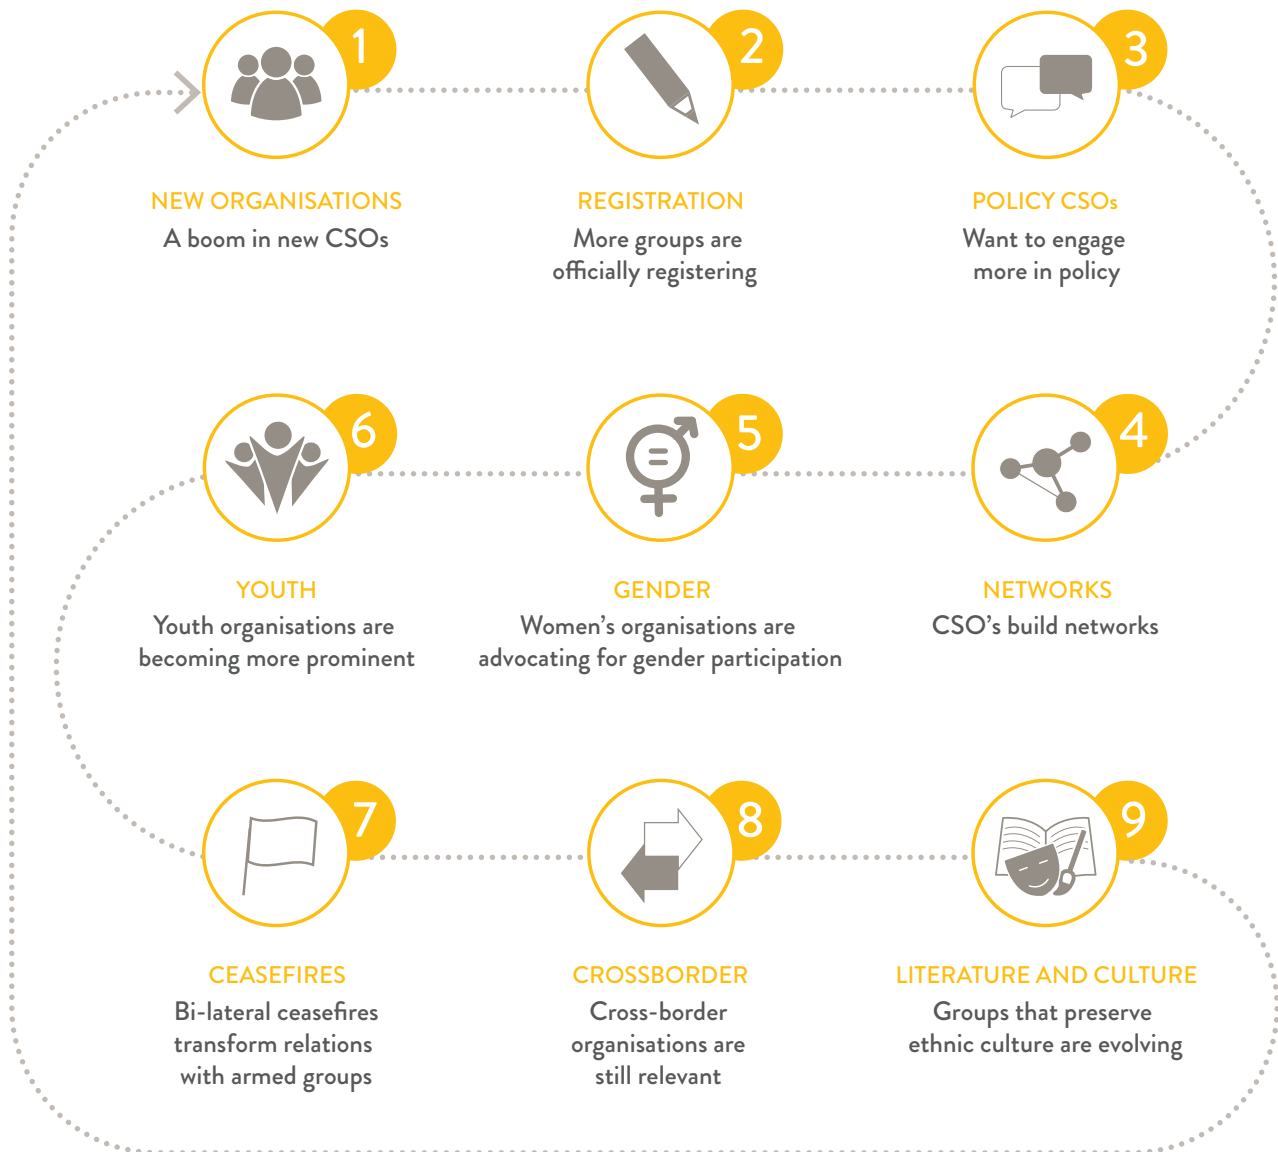 1
NEW ORGANISATIONS
A boom in new CSOs
2
REGISTRATION
More groups are
officially registering
3
POLICY CSOs
Want to engage
more in policy
4
NETWORKS
CSO's build networks
5
GENDER
Women's organisations are
advocating for gender participation
6
YOUTH
Youth organisations are
becoming more prominent
7
CEASEFIRES
Bi-lateral ceasefires
transform relations
with armed groups
8
CROSSBORDER
Cross-border
organisations are
still relevant
9
LITERATURE AND CULTURE
Groups that preserve
ethnic culture are evolving